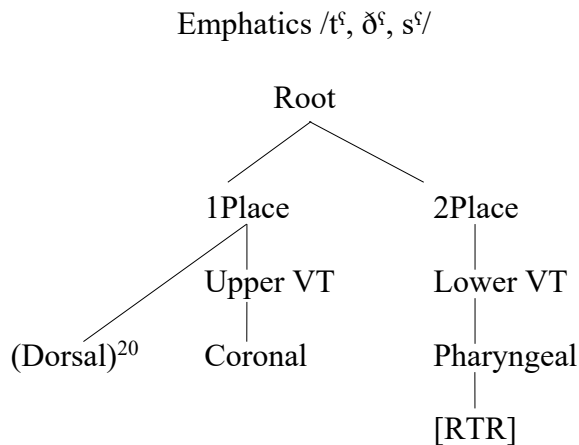 Emphatics /tˤ, ðˤ, sˤ/
Root
1Place 2Place
Upper VT Lower VT
(Dorsal)²⁰ Coronal Pharyngeal
[RTR]